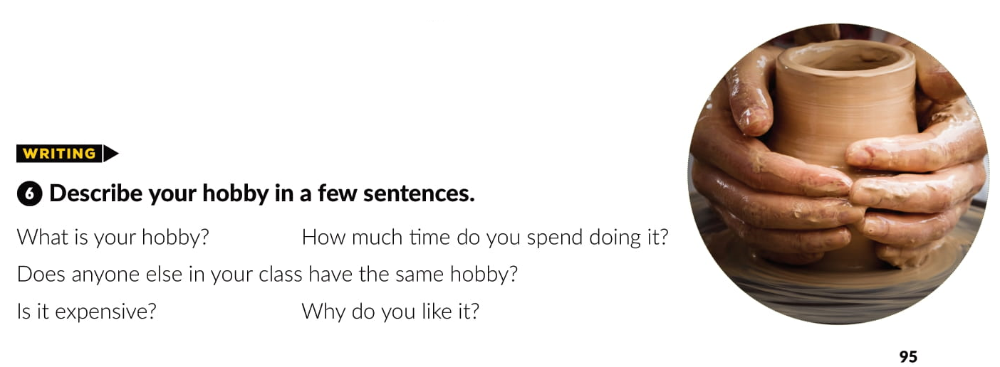 WRITING
6 Describe your hobby in a few sentences.
What is your hobby? How much time do you spend doing it?
Does anyone else in your class have the same hobby?
Is it expensive? Why do you like it?
95